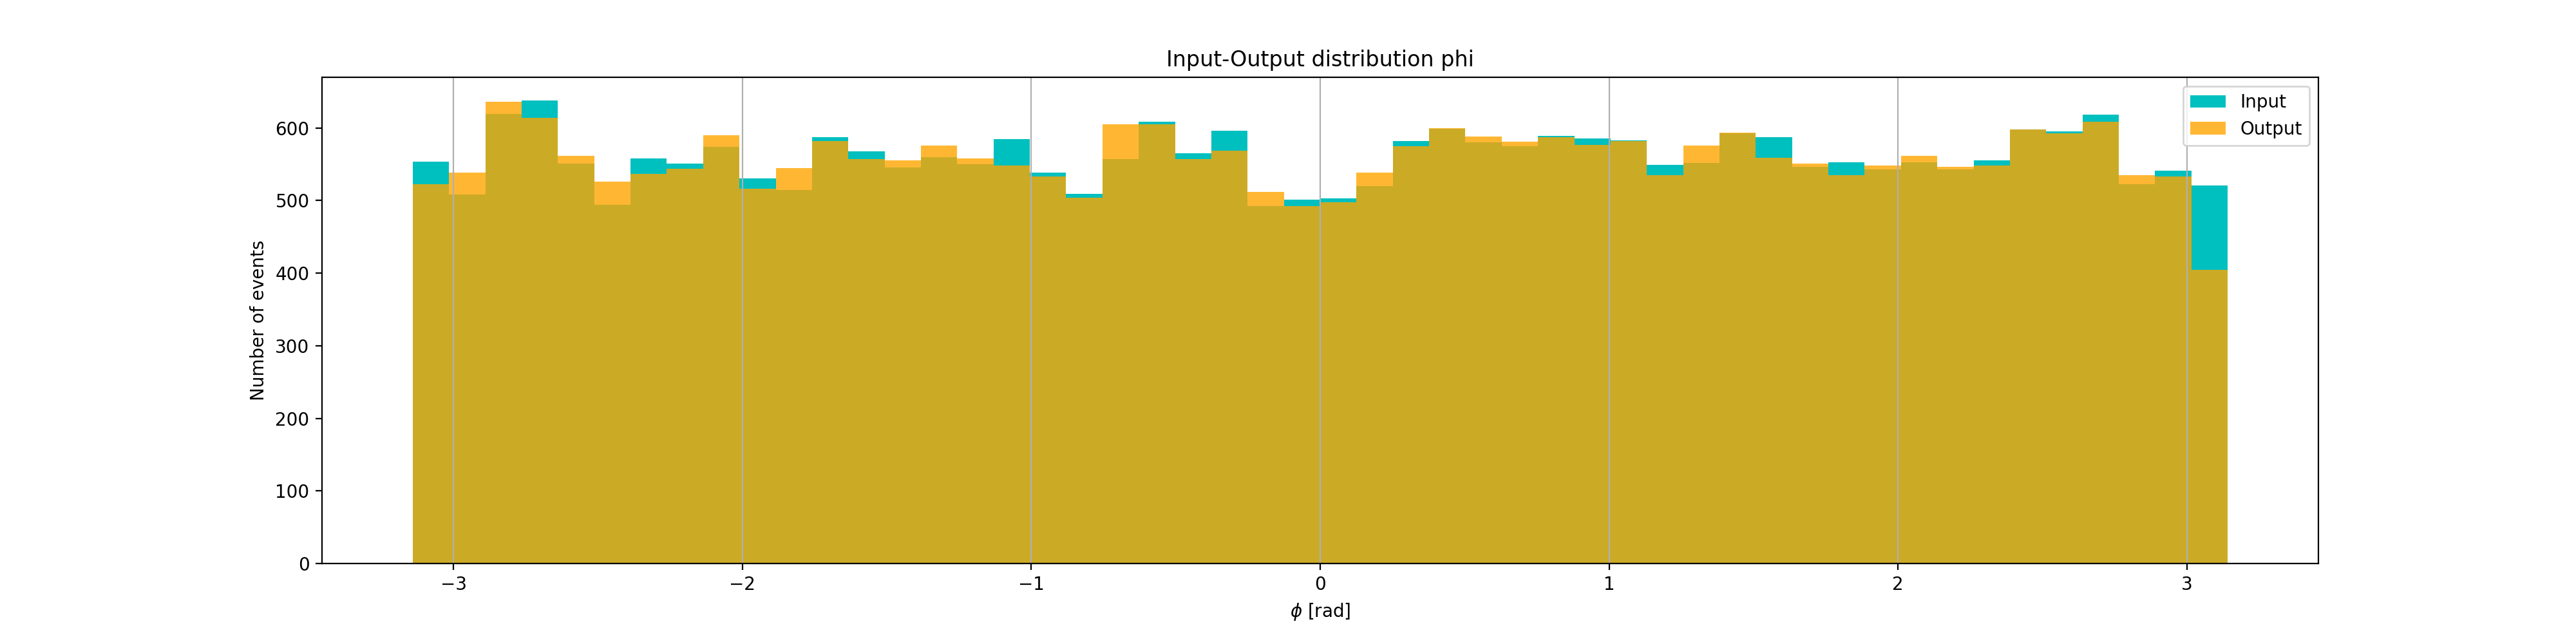 Input-Output distribution phi
Input
Output
Number of events
600
500
400
300
200
100
0
−3
−2
−1
0
1
2
3
ϕ [rad]